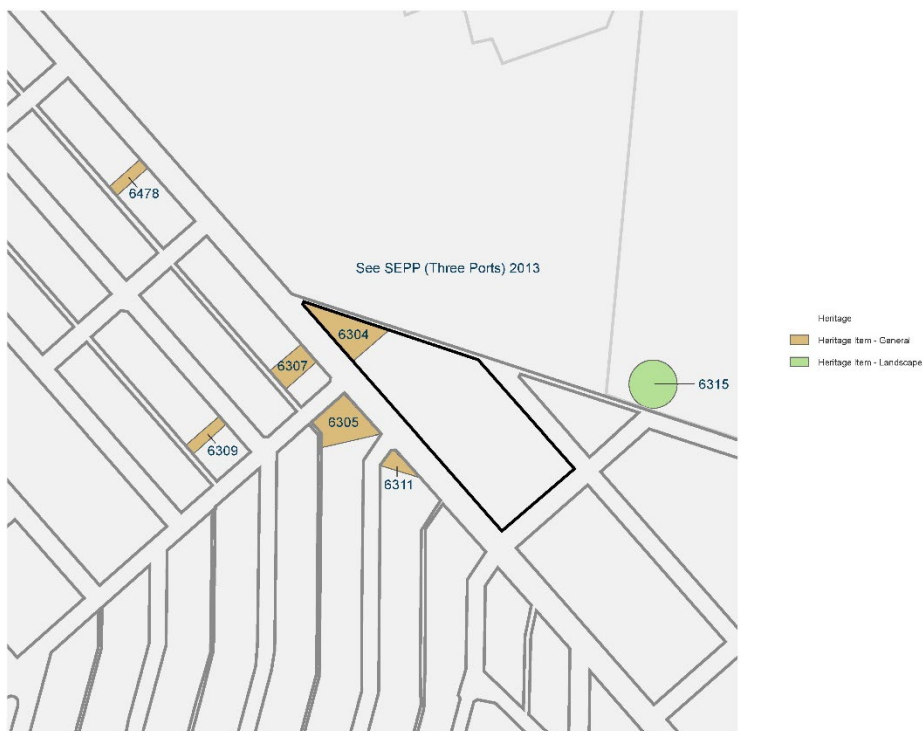 6478
See SEPP (Three Ports) 2013
6304
6307
6315
6305
6309
6311
Heritage
Heritage Item - General
Heritage Item - Landscape